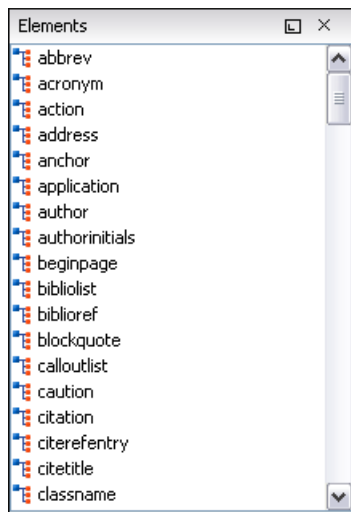 Elements
abbrev
acronym
action
address
anchor
application
author
authorinitials
beginpage
bibliolist
biblioref
blockquote
calloutlist
caution
citation
citerefentry
citetitle
classname